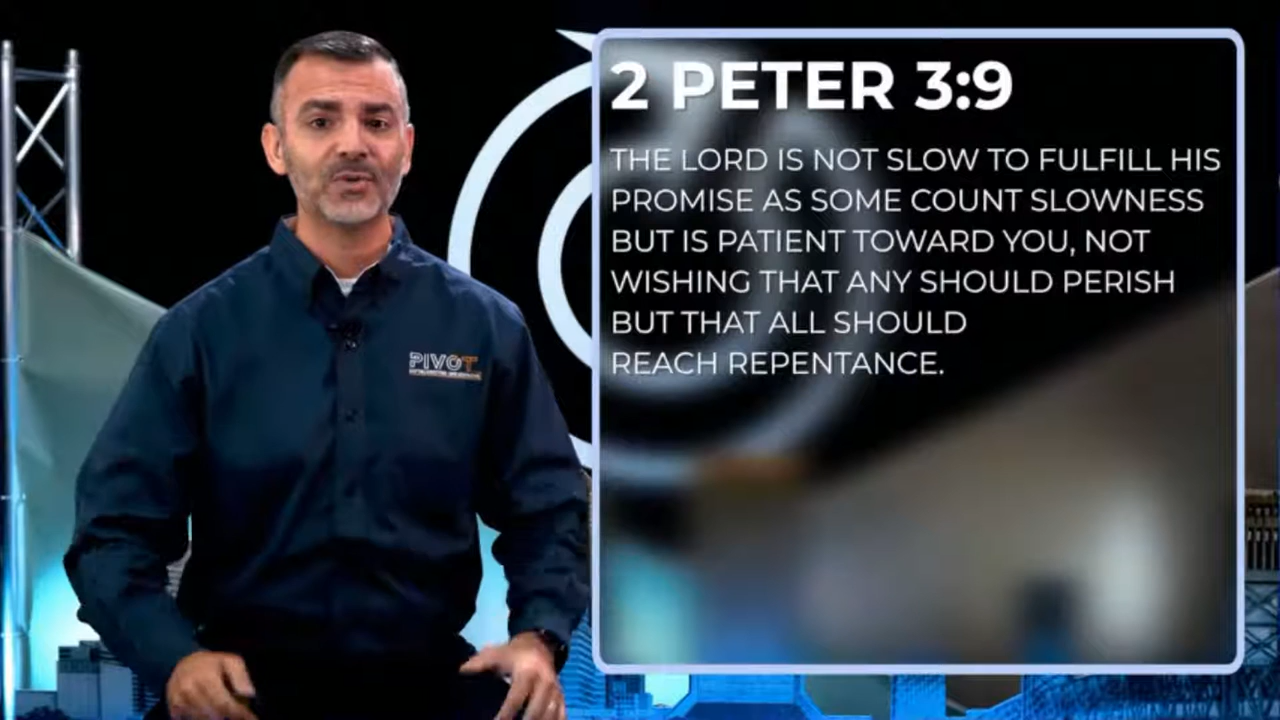 2 PETER 3:9
THE LORD IS NOT SLOW TO FULFILL HIS
PROMISE AS SOME COUNT SLOWNESS
BUT IS PATIENT TOWARD YOU, NOT
WISHING THAT ANY SHOULD PERISH
BUT THAT ALL SHOULD
REACH REPENTANCE.
PIVOT